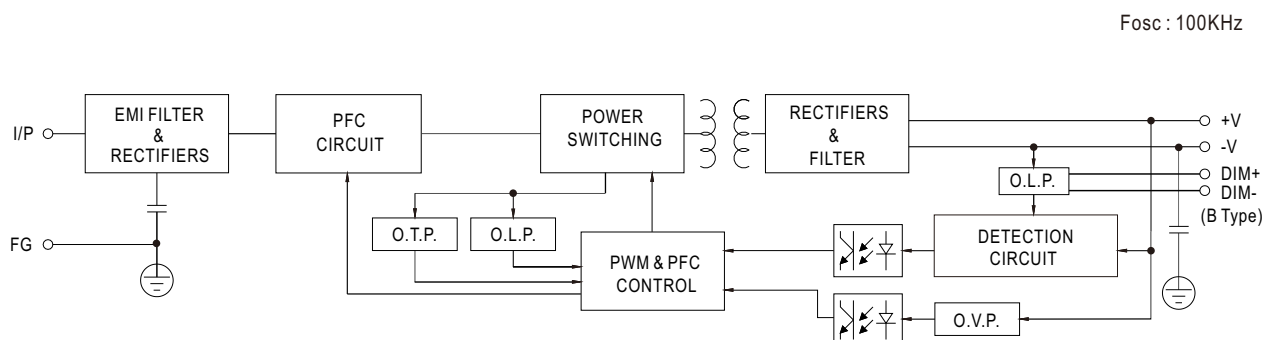 Fosc : 100KHz
I/P
EMI FILTER
&
RECTIFIERS
PFC
CIRCUIT
POWER
SWITCHING
RECTIFIERS
&
FILTER
+V
-V
DIM+
DIM-
(B Type)
O.L.P.
FG
O.T.P.
O.L.P.
PWM & PFC
CONTROL
DETECTION
CIRCUIT
O.V.P.